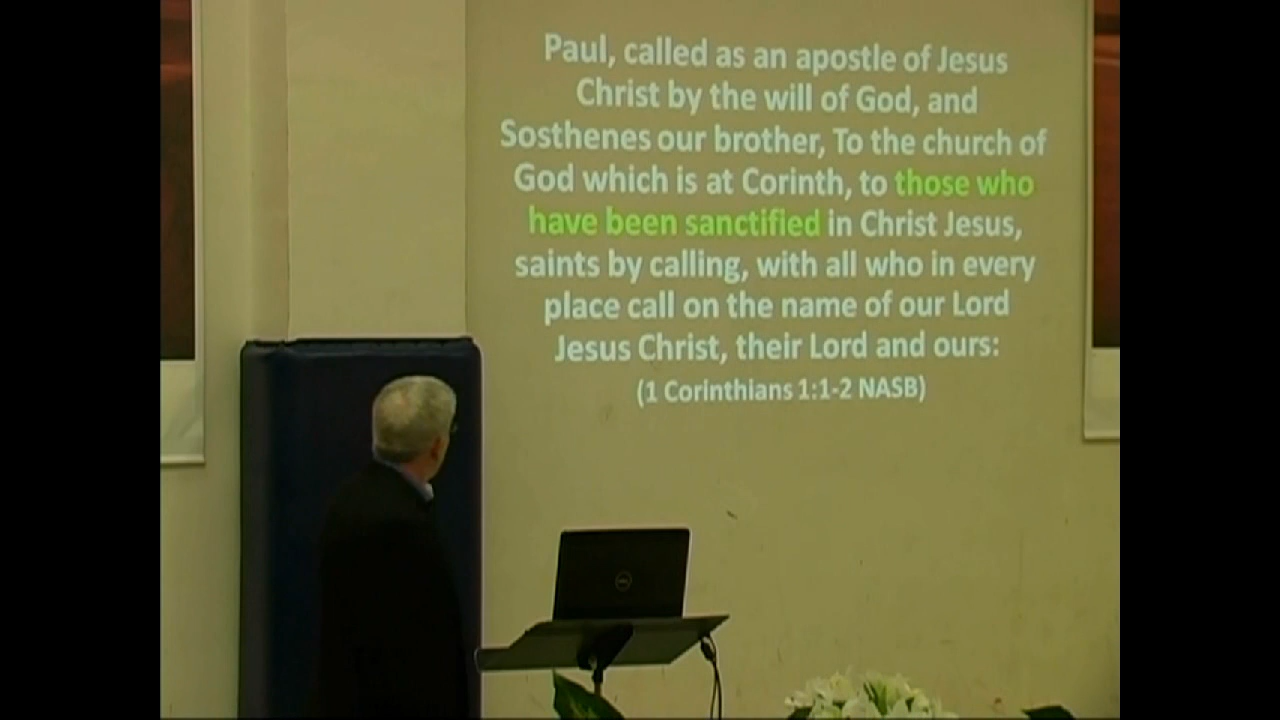 Paul, called as an apostle of Jesus
Christ by the will of God, and
Sosthenes our brother, To the church of
God which is at Corinth, to those who
have been sanctified in Christ Jesus,
saints by calling, with all who in every
place call on the name of our Lord
Jesus Christ, their Lord and ours:
(1 Corinthians 1:1-2 NASB)